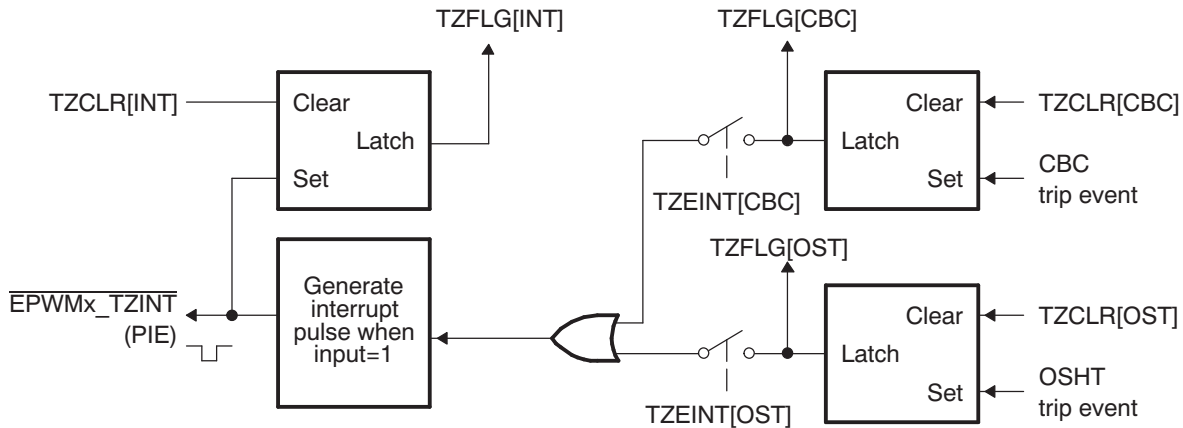 TZFLG[INT]
TZFLG[CBC]
TZCLR[INT]
Clear
Latch
Set
Clear
TZCLR[CBC]
Latch
Set
CBC
trip event
TZEINT[CBC]
TZFLG[OST]
EPWMx_TZINT
(PIE)
Generate
interrupt
pulse when
input=1
Clear
TZCLR[OST]
Latch
Set
OSHT
trip event
TZEINT[OST]